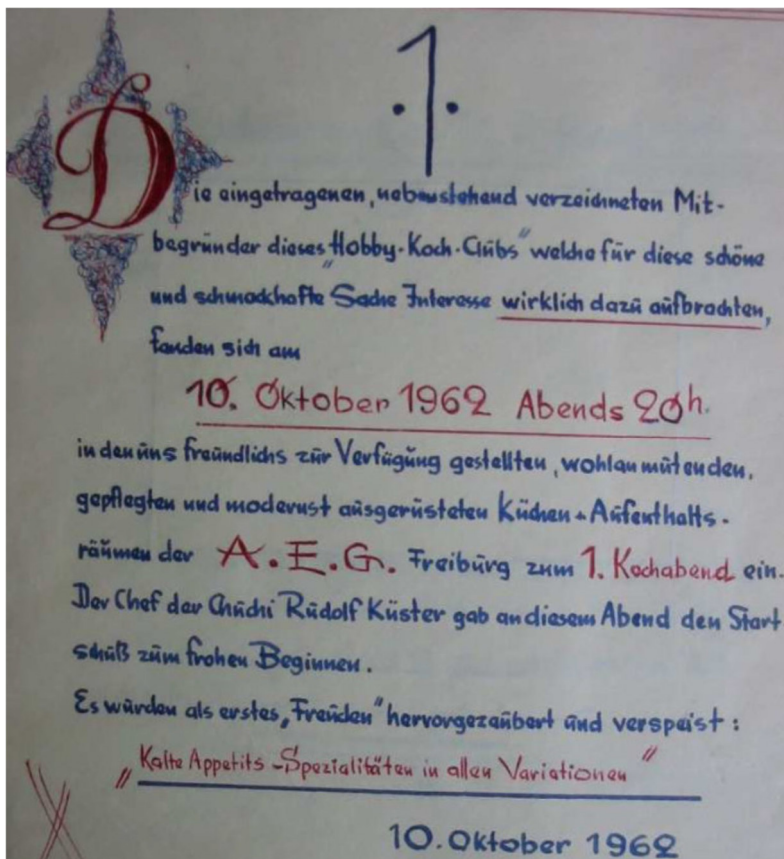 ·1·
Die eingetragenen, nebenstehend verzeichneten Mit-
begründer dieses "Hobby-Koch-Clubs" welche für diese schöne
und schmackhafte Sache Interesse wirklich dazu aufbrachten,
fanden sich am
10. Oktober 1962 Abends 20h.
in den uns freundlichs zur Verfügung gestellten, wohlanmutenden,
gepflegten und modernst ausgerüsteten Küchen- Aufenthalts-
räumen der A.E.G. Freiburg zum 1. Kochabend ein.
Der Chef der Chuchi Rudolf Kuster gab an diesem Abend den Start
schuß zum frohen Beginnen.
Es wurden als erstes „Freuden" hervorgezaubert und verspeist:
„Kalte Appetits-Spezialitäten in allen Variationen"
10. Oktober 1962